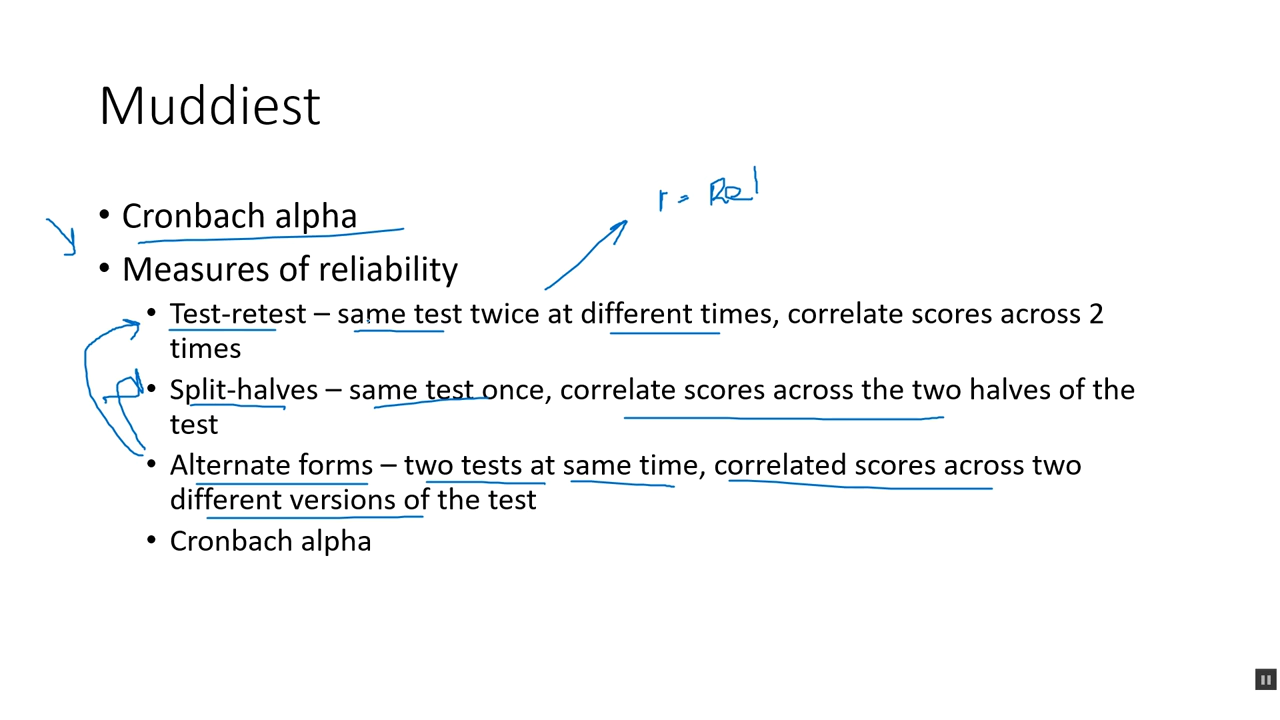 Muddiest
r = Rel
• Cronbach alpha
• Measures of reliability
• Test-retest – same test twice at different times, correlate scores across 2
times
• Split-halves – same test once, correlate scores across the two halves of the
test
• Alternate forms – two tests at same time, correlated scores across two
different versions of the test
• Cronbach alpha